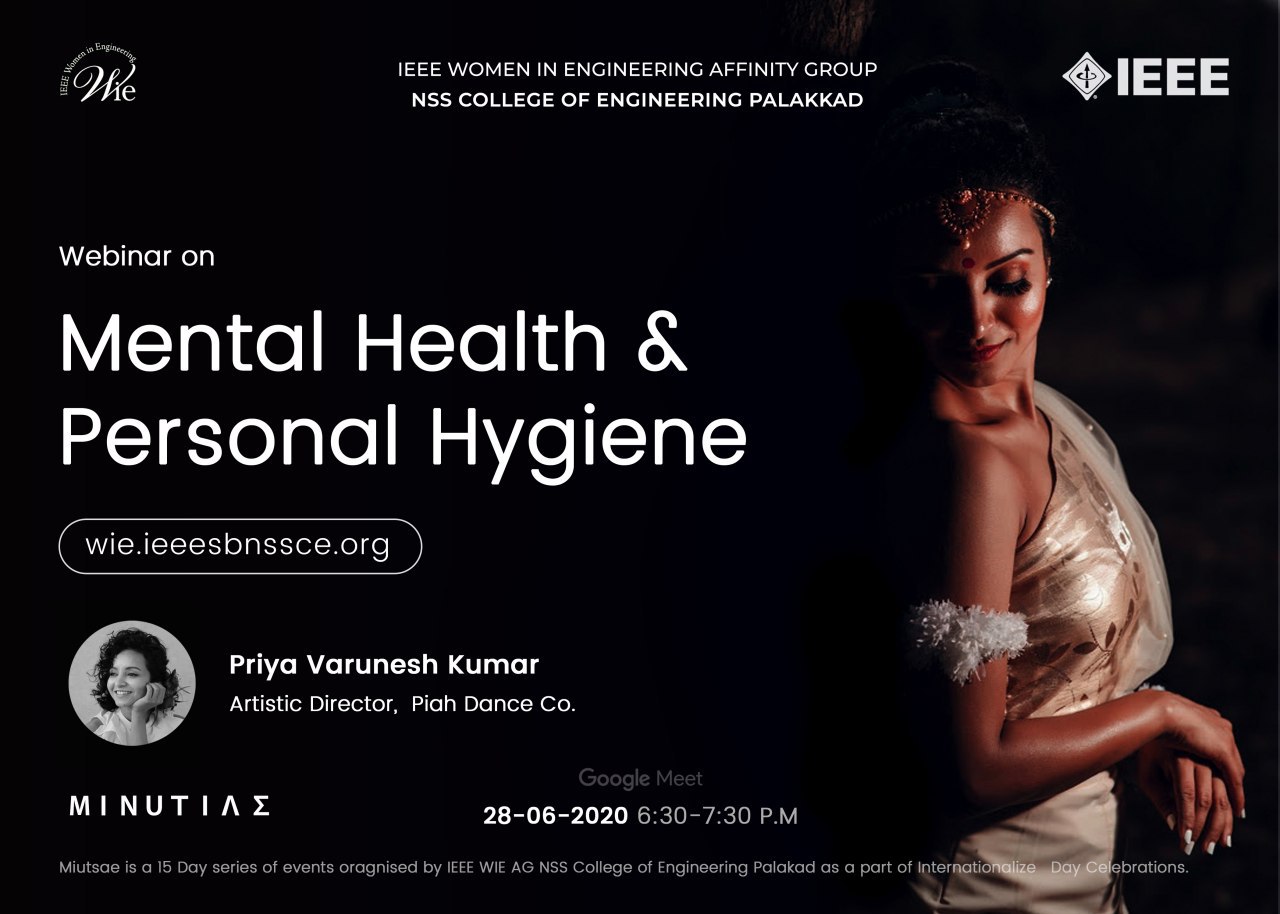 IEEE Women in Engineering
Wie
IEEE WOMEN IN ENGINEERING AFFINITY GROUP
NSS COLLEGE OF ENGINEERING PALAKKAD
IEEE
Webinar on
Mental Health &
Personal Hygiene
wie.ieeesbnssce.org
Priya Varunesh Kumar
Artistic Director, Piah Dance Co.
MINUTIΛΣ
Google Meet
28-06-2020 6:30-7:30 P.M
Miutsae is a 15 Day series of events oragnised by IEEE WIE AG NSS College of Engineering Palakad as a part of Internationalize Day Celebrations.